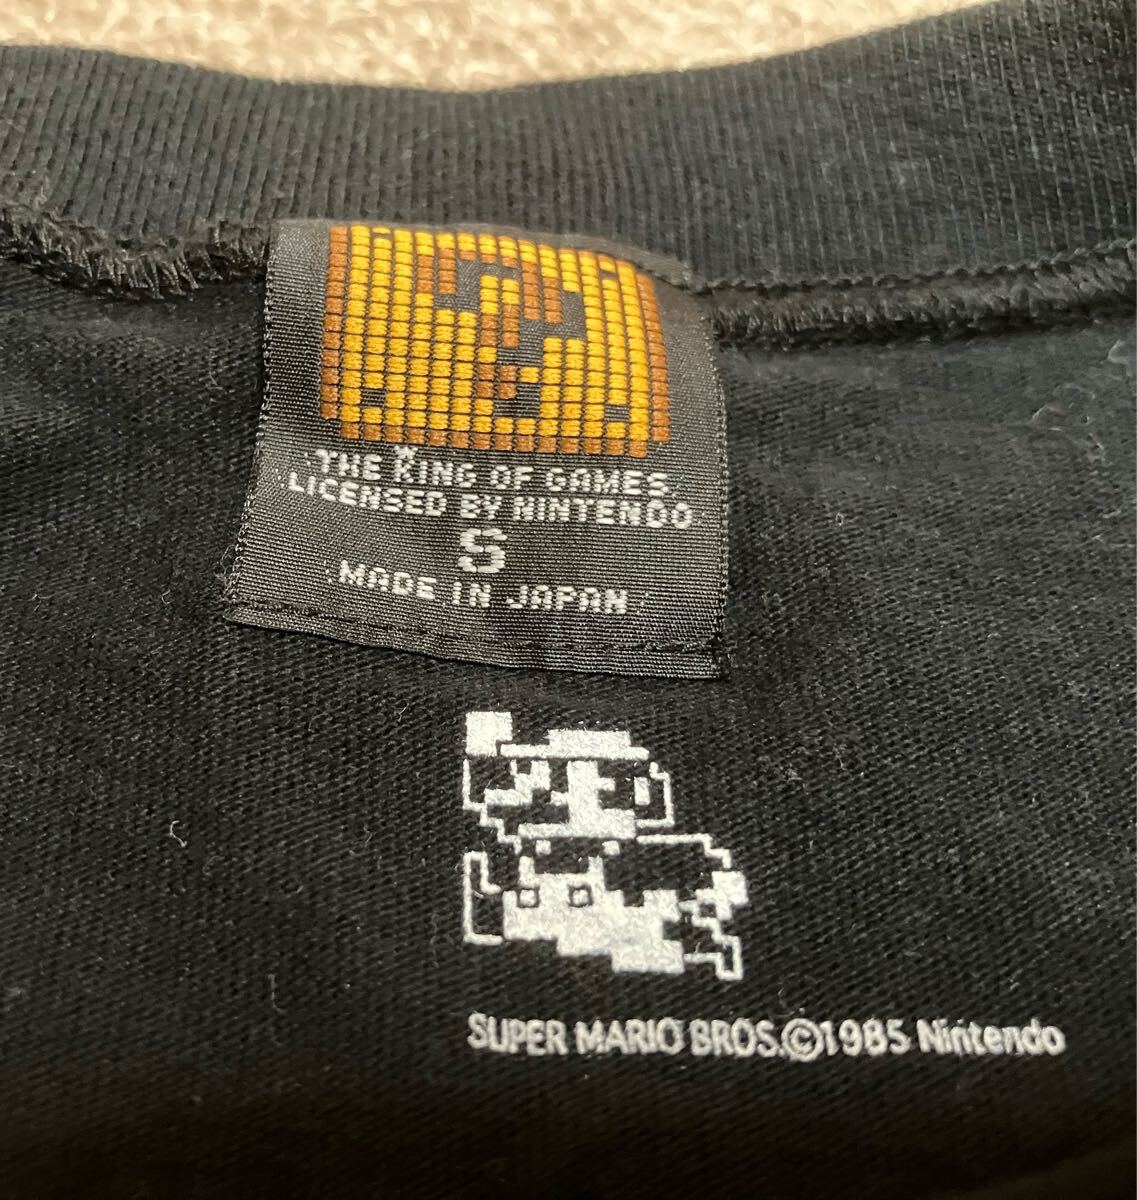 ?
THE KING OF GAMES
LICENSED BY NINTENDO
S
MADE IN JAPAN
SUPER MARIO BROS.©1985 Nintendo